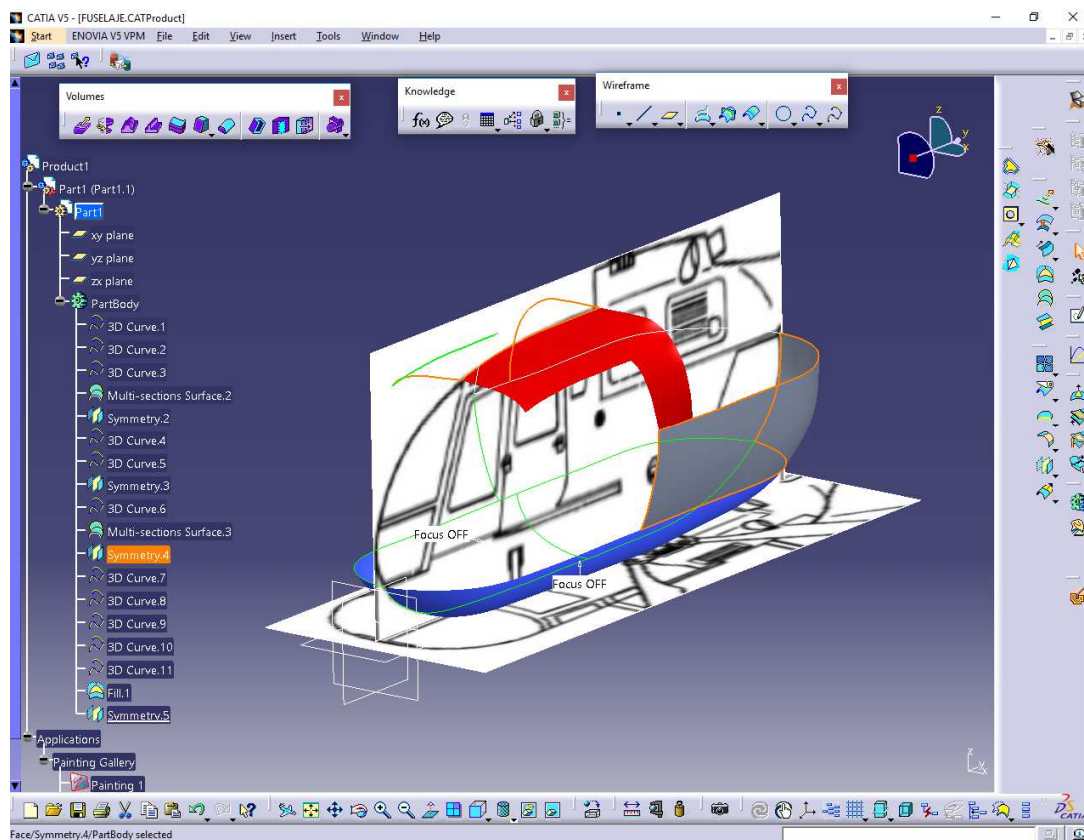 CATIA V5 - [FUSELAJE.CATProduct]
Start ENOVIA V5 VPM File Edit View Insert Tools Window Help
Volumes
Knowledge
Wireframe
f(x)
z
y
x
Product1
Part1 (Part1.1)
Part1
xy plane
yz plane
zx plane
PartBody
3D Curve.1
3D Curve.2
3D Curve.3
Multi-sections Surface.2
Symmetry.2
3D Curve.4
3D Curve.5
Symmetry.3
3D Curve.6
Multi-sections Surface.3
Symmetry.4
3D Curve.7
3D Curve.8
3D Curve.9
3D Curve.10
3D Curve.11
Fill.1
Symmetry.5
Applications
Painting Gallery
Painting 1
Focus OFF
Focus OFF
z
y
x
CATIA
Face/Symmetry.4/PartBody selected